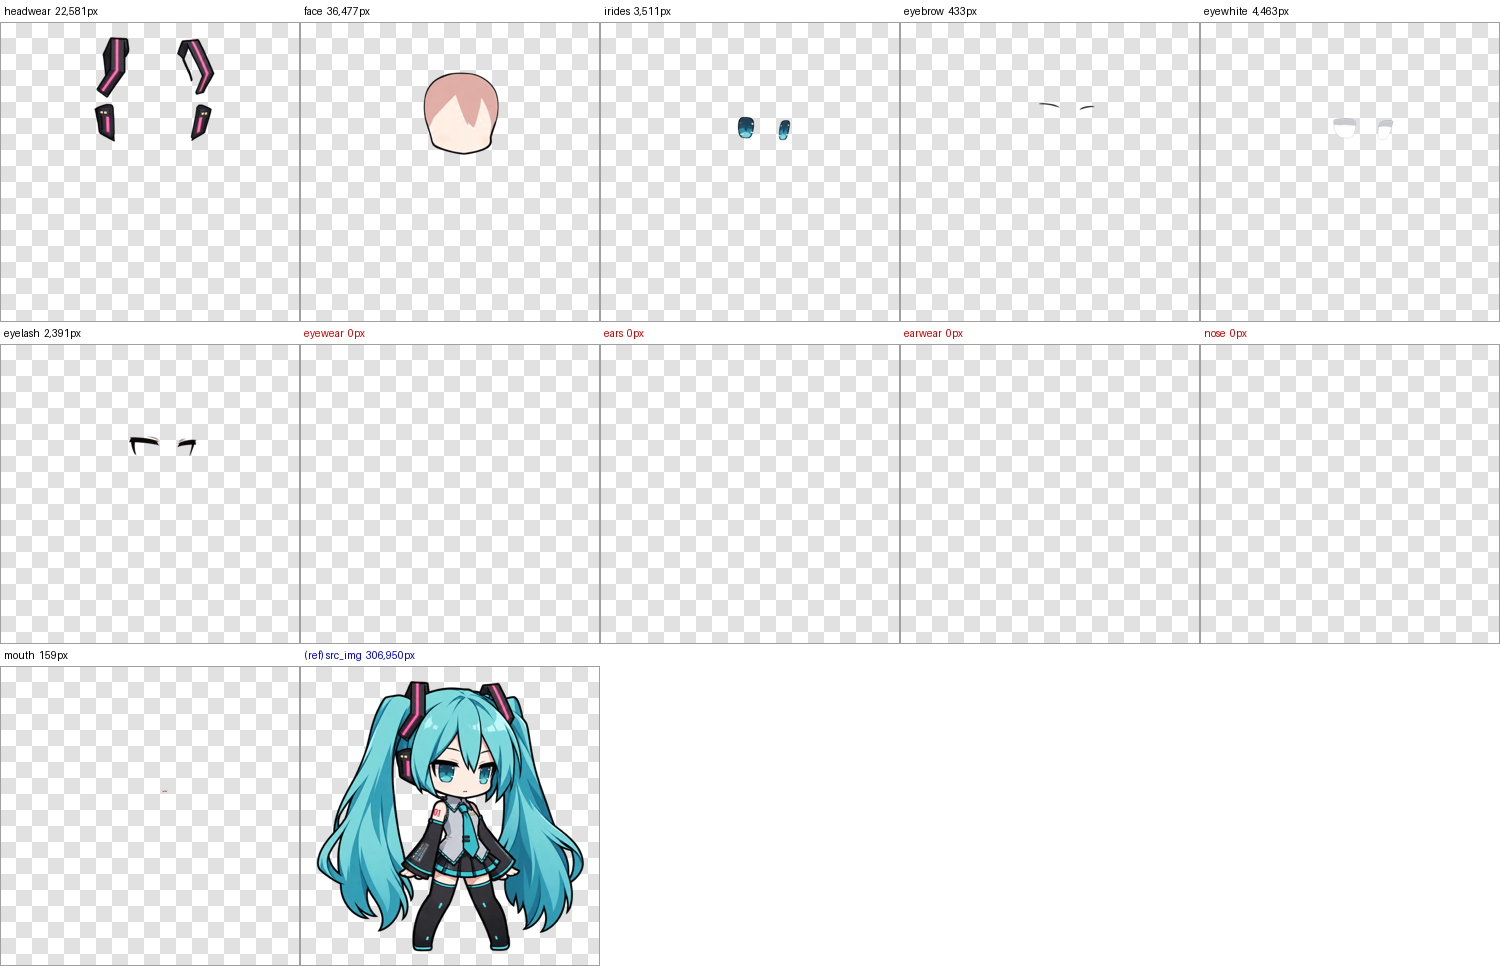 headwear 22,581px
face 36,477px
irides 3,511px
eyebrow 433px
eyewhite 4,463px
eyelash 2,391px
eyewear 0px
ears 0px
earwear 0px
nose 0px
mouth 159px
(ref)src_img 306,950px
01